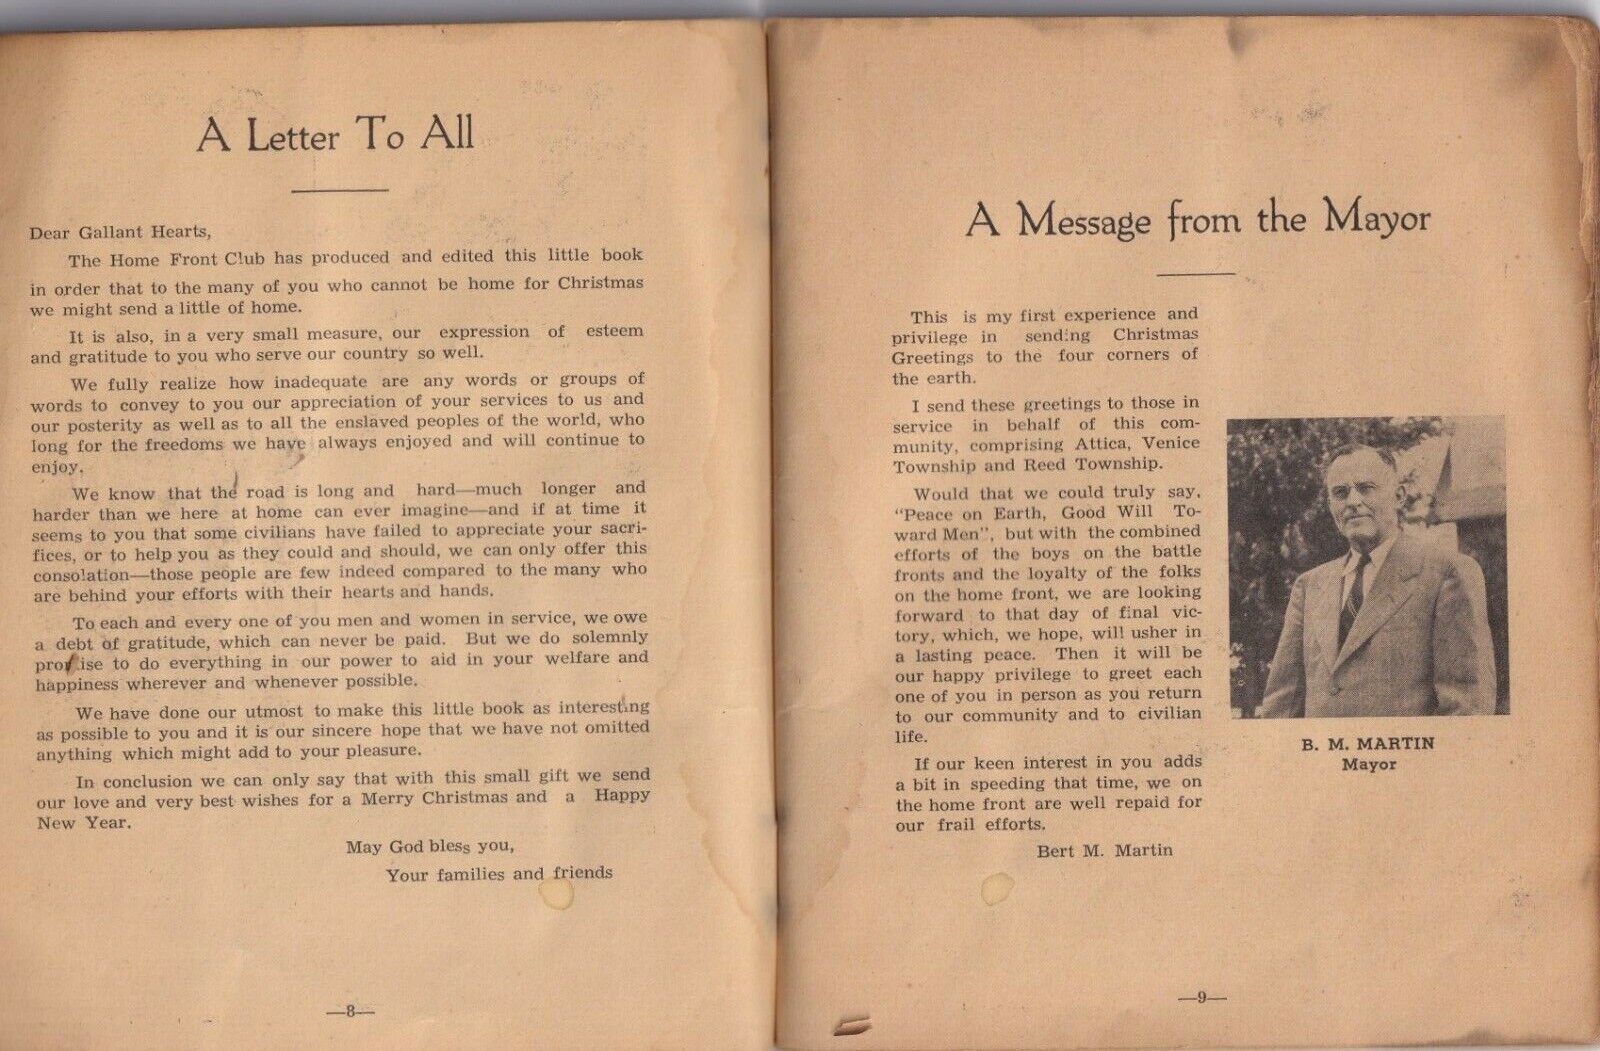 A Letter To All
Dear Gallant Hearts,
The Home Front Club has produced and edited this little book
in order that to the many of you who cannot be home for Christmas
we might send a little of home.
It is also, in a very small measure, our expression of esteem
and gratitude to you who serve our country so well.
We fully realize how inadequate are any words or groups of
words to convey to you our appreciation of your services to us and
our posterity as well as to all the enslaved peoples of the world, who
long for the freedoms we have always enjoyed and will continue to
enjoy.
We know that the road is long and hard—much longer and
harder than we here at home can ever imagine—and if at time it
seems to you that some civilians have failed to appreciate your sacri-
fices, or to help you as they could and should, we can only offer this
consolation—those people are few indeed compared to the many who
are behind your efforts with their hearts and hands.
To each and every one of you men and women in service, we owe
a debt of gratitude, which can never be paid. But we do solemnly
promise to do everything in our power to aid in your welfare and
happiness wherever and whenever possible.
We have done our utmost to make this little book as interesting
as possible to you and it is our sincere hope that we have not omitted
anything which might add to your pleasure.
In conclusion we can only say that with this small gift we send
our love and very best wishes for a Merry Christmas and a Happy
New Year.
May God bless you,
Your families and friends
—8—
A Message from the Mayor
This is my first experience and
privilege in sending Christmas
Greetings to the four corners of
the earth.
I send these greetings to those in
service in behalf of this com-
munity, comprising Attica, Venice
Township and Reed Township.
Would that we could truly say,
"Peace on Earth, Good Will To-
ward Men", but with the combined
efforts of the boys on the battle
fronts and the loyalty of the folks
on the home front, we are looking
forward to that day of final vic-
tory, which, we hope, will usher in
a lasting peace. Then it will be
our happy privilege to greet each
one of you in person as you return
to our community and to civilian
life.
If our keen interest in you adds
a bit in speeding that time, we on
the home front are well repaid for
our frail efforts.
Bert M. Martin
B. M. MARTIN
Mayor
—9—